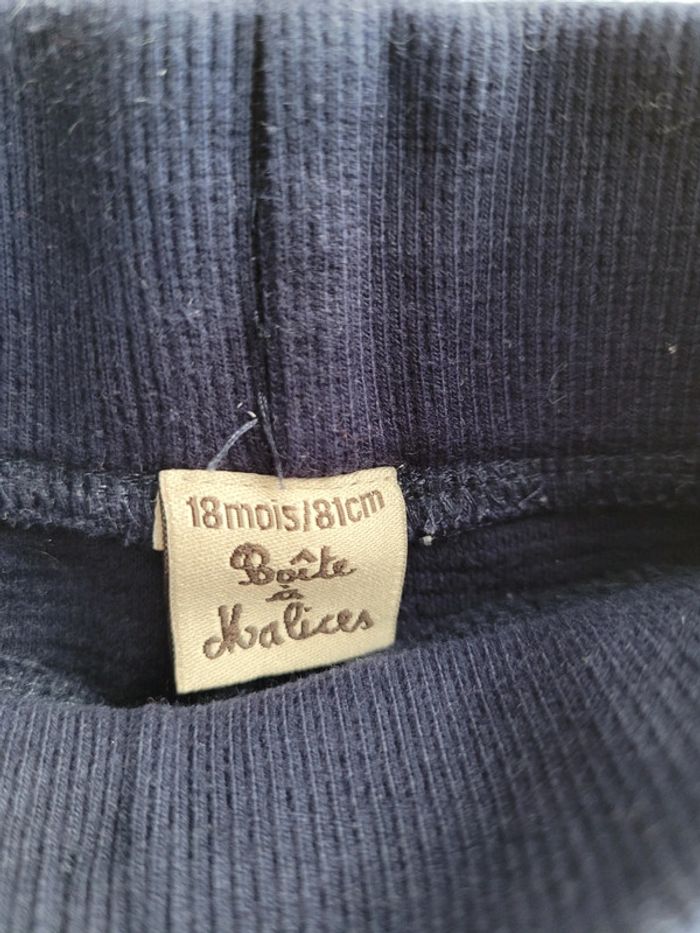 18mois/81cm
Boîte
à
Malices